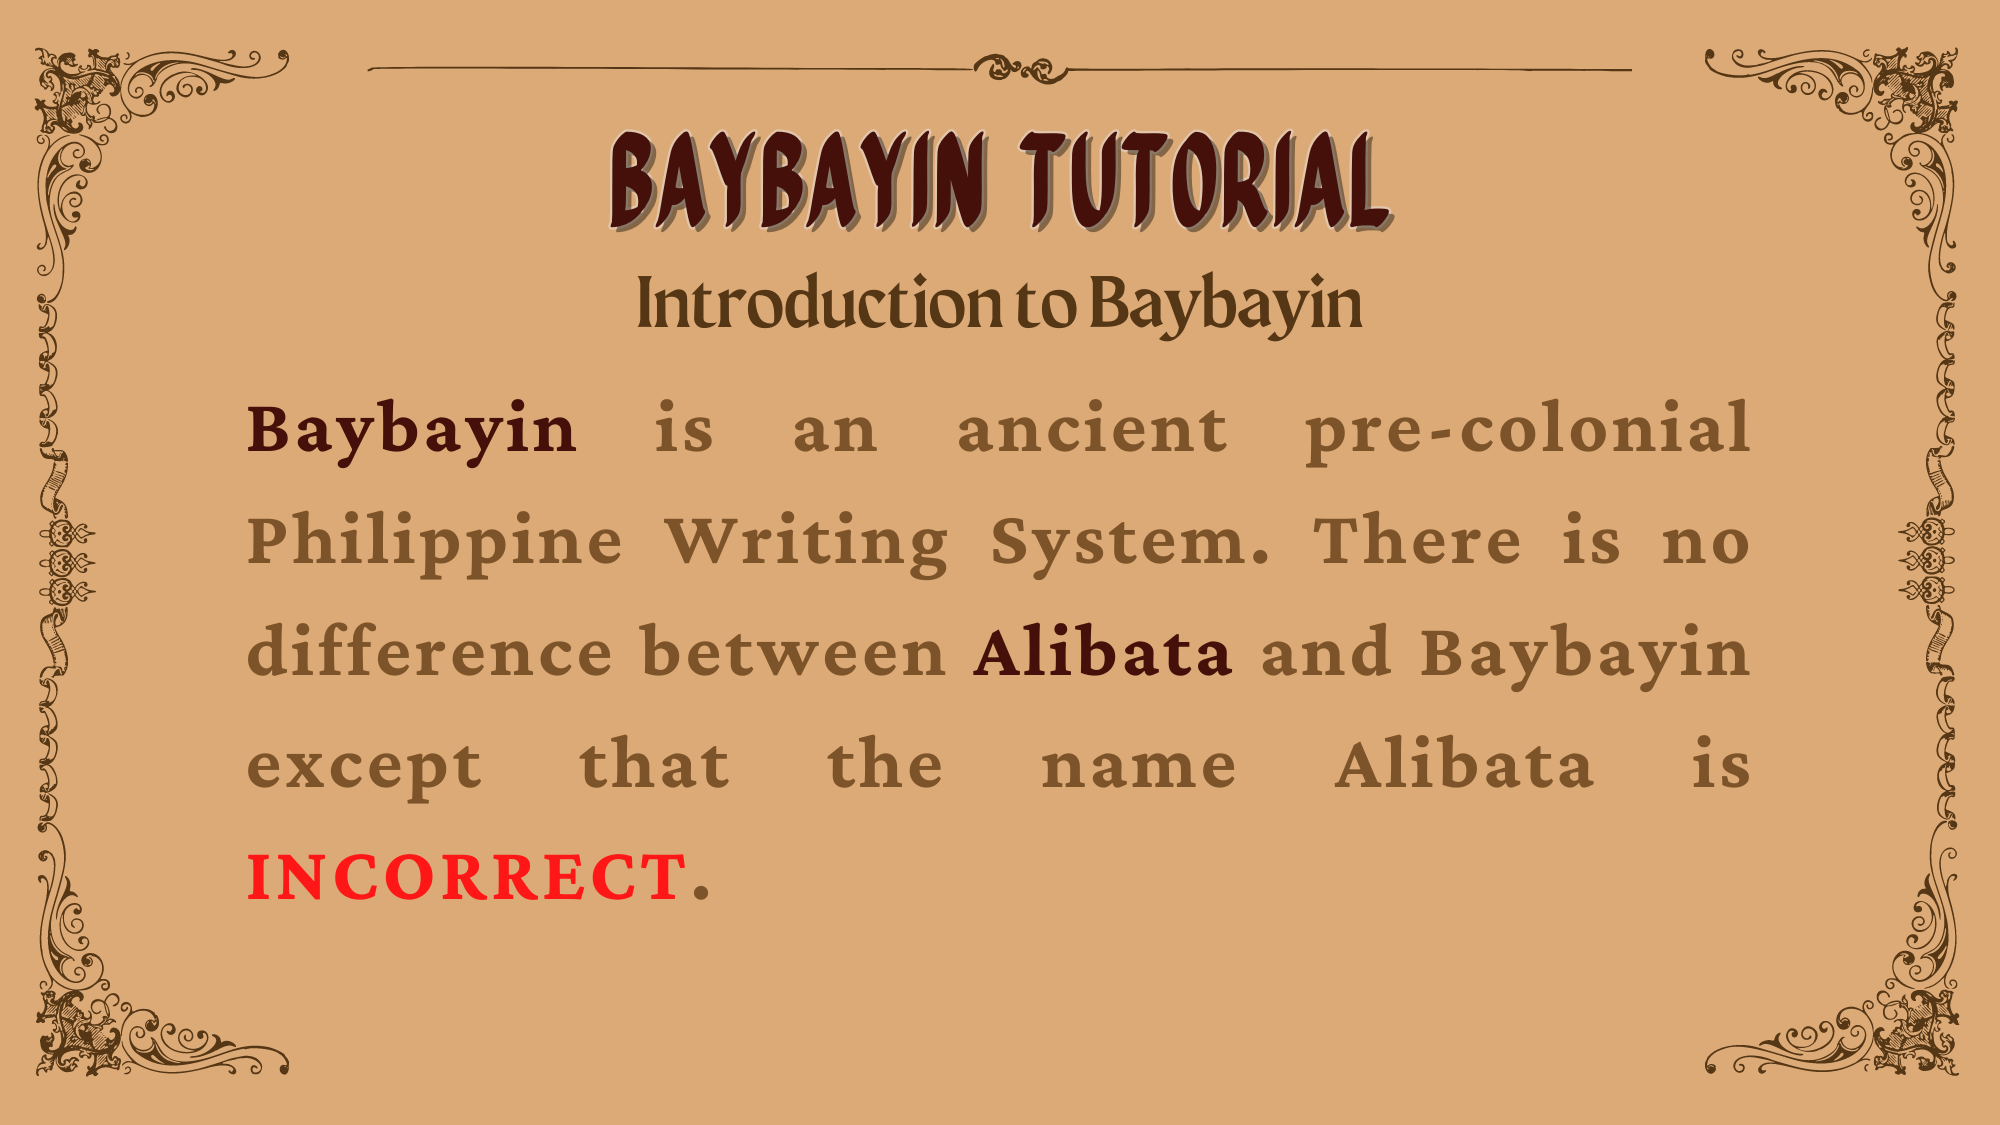 BAYBAYIN TUTORIAL
Introduction to Baybayin
Baybayin is an ancient pre-colonial
Philippine Writing System. There is no
difference between Alibata and Baybayin
except that the name Alibata is
INCORRECT.